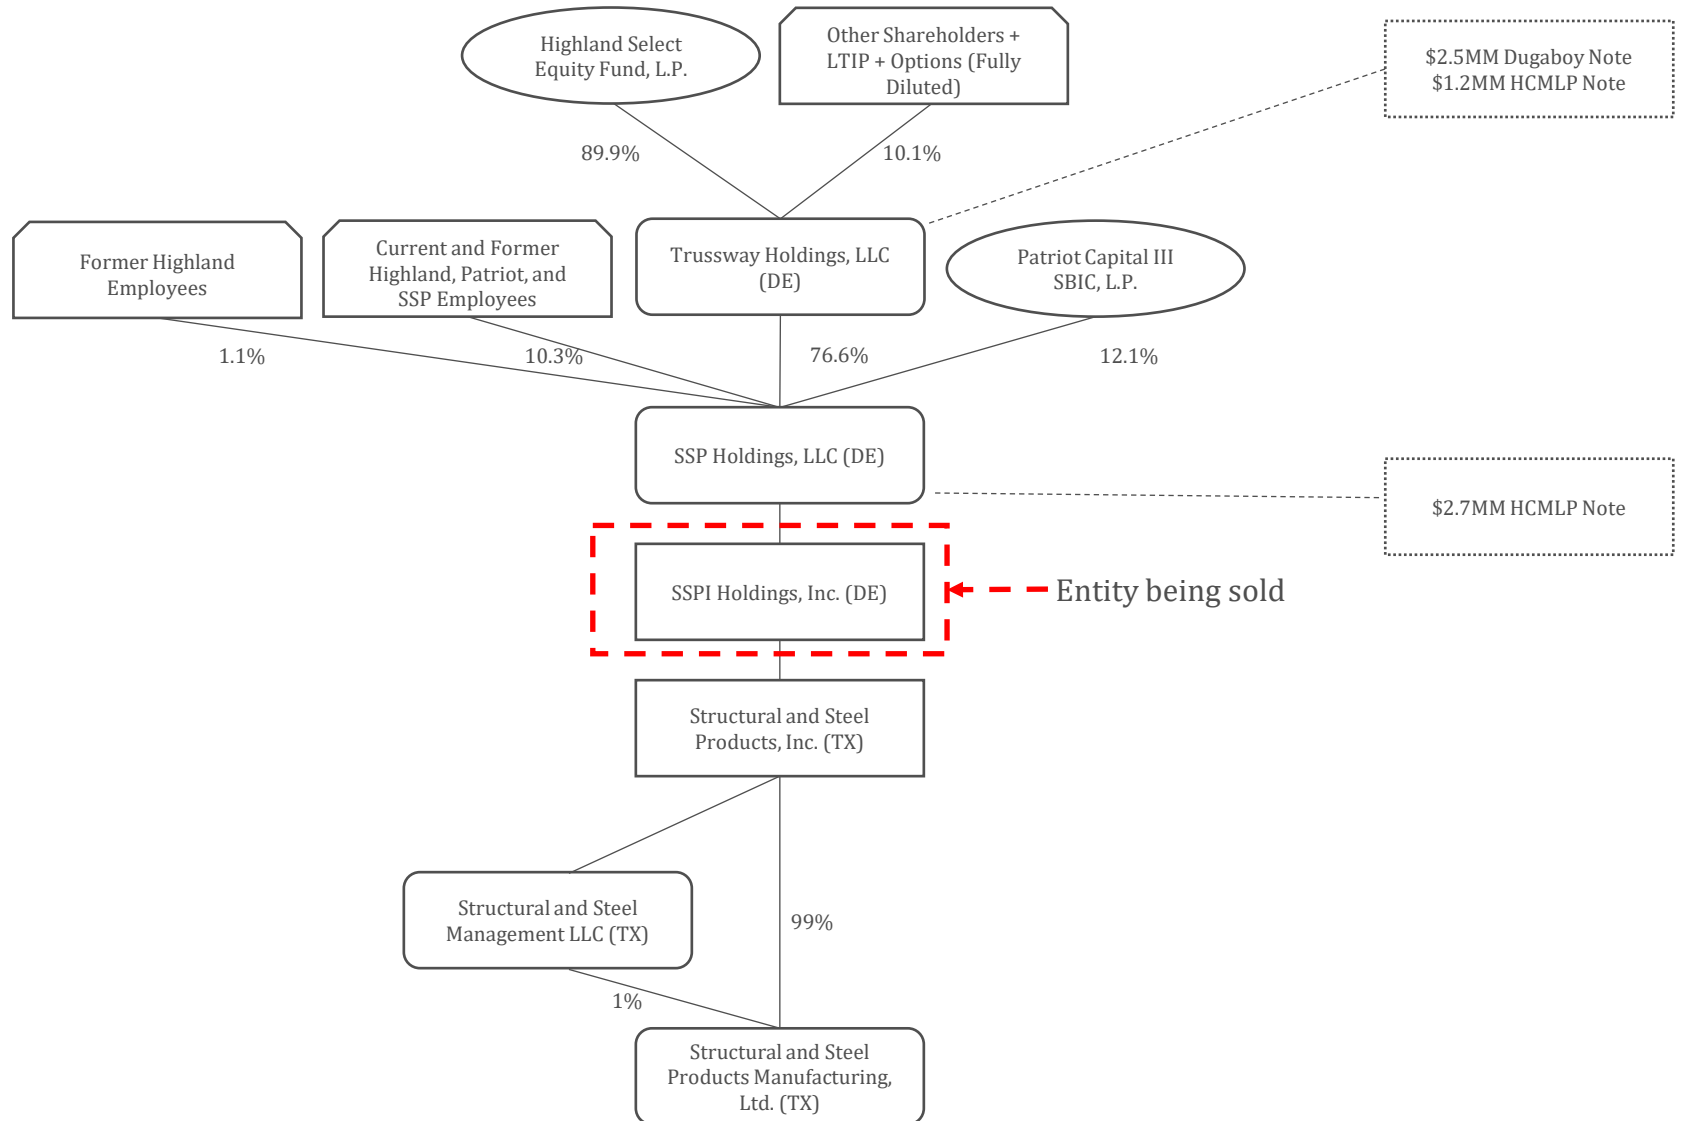 Highland Select
Equity Fund, L.P.
Other Shareholders +
LTIP + Options (Fully
Diluted)
$2.5MM Dugaboy Note
$1.2MM HCMLP Note
89.9%
10.1%
Former Highland
Employees
Current and Former
Highland, Patriot, and
SSP Employees
Trussway Holdings, LLC
(DE)
Patriot Capital III
SBIC, L.P.
1.1%
10.3%
76.6%
12.1%
SSP Holdings, LLC (DE)
$2.7MM HCMLP Note
SSPI Holdings, Inc. (DE)
Entity being sold
Structural and Steel
Products, Inc. (TX)
Structural and Steel
Management LLC (TX)
99%
1%
Structural and Steel
Products Manufacturing,
Ltd. (TX)